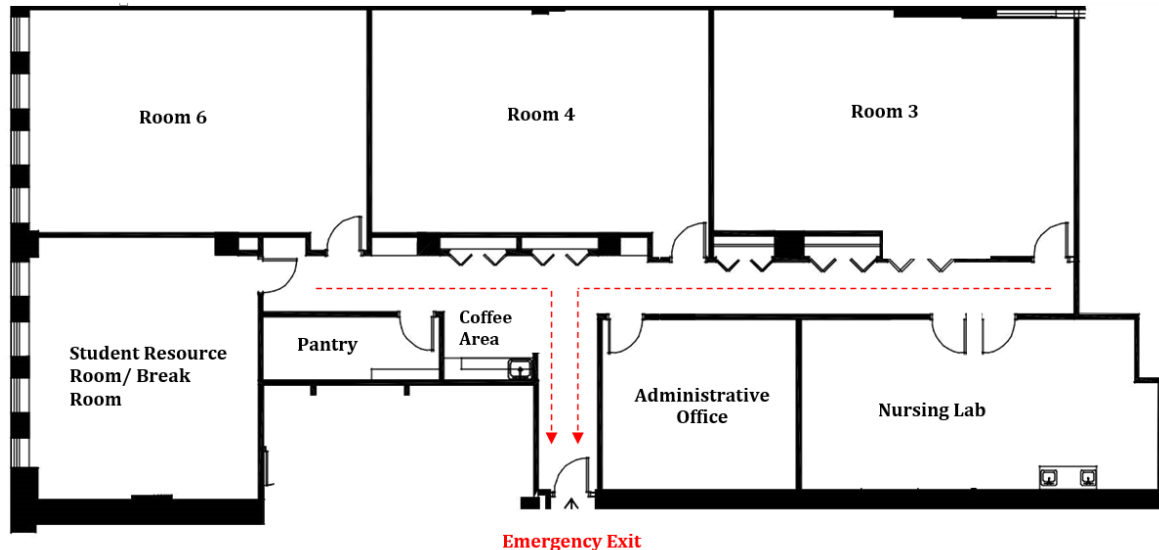 Room 6
Room 4
Room 3
Coffee
Area
Pantry
Student Resource
Room/ Break
Room
Administrative
Office
Nursing Lab
Emergency Exit